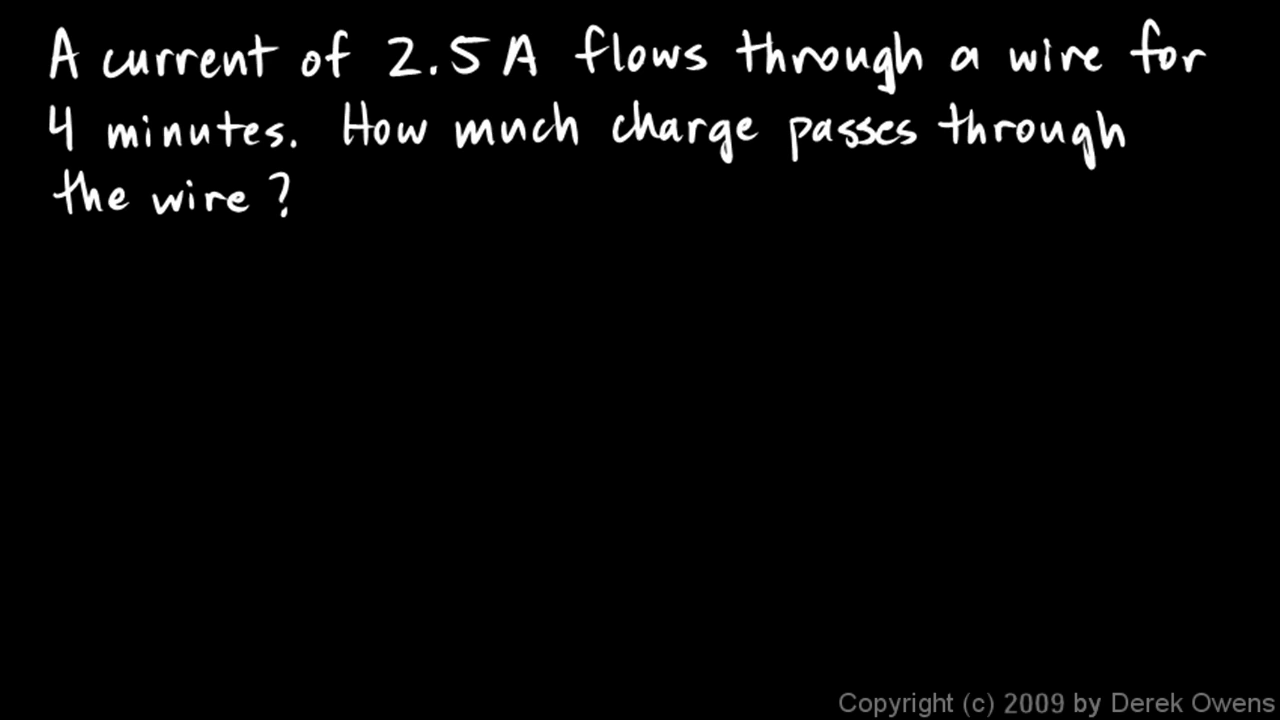 A current of 2.5 A flows through a wire for
4 minutes. How much charge passes through
the wire?
Copyright (c) 2009 by Derek Owens